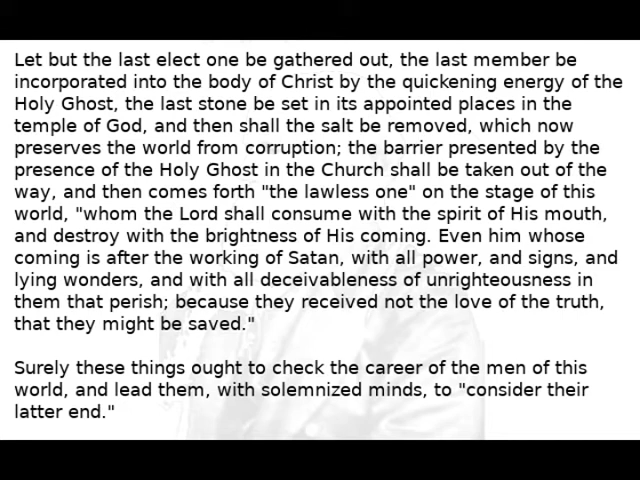 Let but the last elect one be gathered out, the last member be
incorporated into the body of Christ by the quickening energy of the
Holy Ghost, the last stone be set in its appointed places in the
temple of God, and then shall the salt be removed, which now
preserves the world from corruption; the barrier presented by the
presence of the Holy Ghost in the Church shall be taken out of the
way, and then comes forth "the lawless one" on the stage of this
world, "whom the Lord shall consume with the spirit of His mouth,
and destroy with the brightness of His coming. Even him whose
coming is after the working of Satan, with all power, and signs, and
lying wonders, and with all deceivableness of unrighteousness in
them that perish; because they received not the love of the truth,
that they might be saved."
Surely these things ought to check the career of the men of this
world, and lead them, with solemnized minds, to "consider their
latter end."